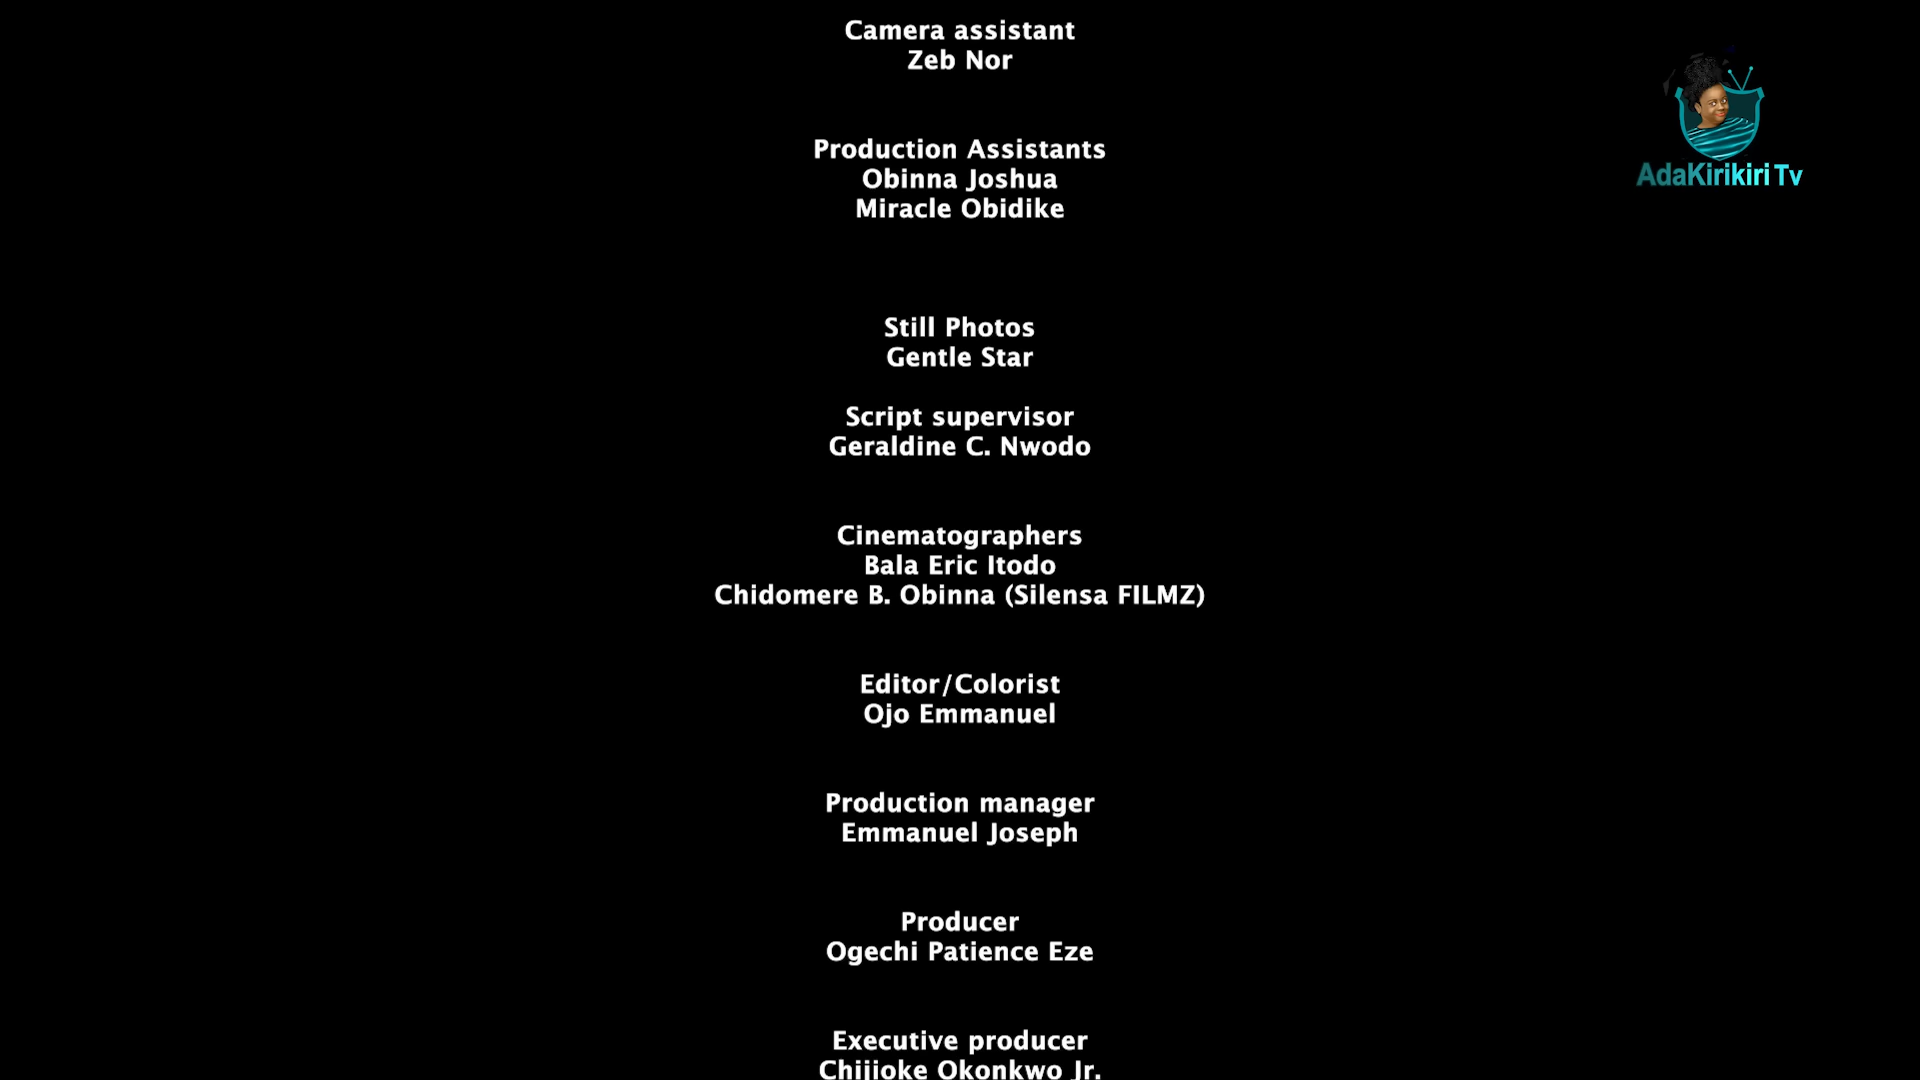 Camera assistant
Zeb Nor
AdaKirikiri Tv
Production Assistants
Obinna Joshua
Miracle Obidike
Still Photos
Gentle Star
Script supervisor
Geraldine C. Nwodo
Cinematographers
Bala Eric Itodo
Chidomere B. Obinna (Silensa FILMZ)
Editor/Colorist
Ojo Emmanuel
Production manager
Emmanuel Joseph
Producer
Ogechi Patience Eze
Executive producer
Chijioke Okonkwo Jr.